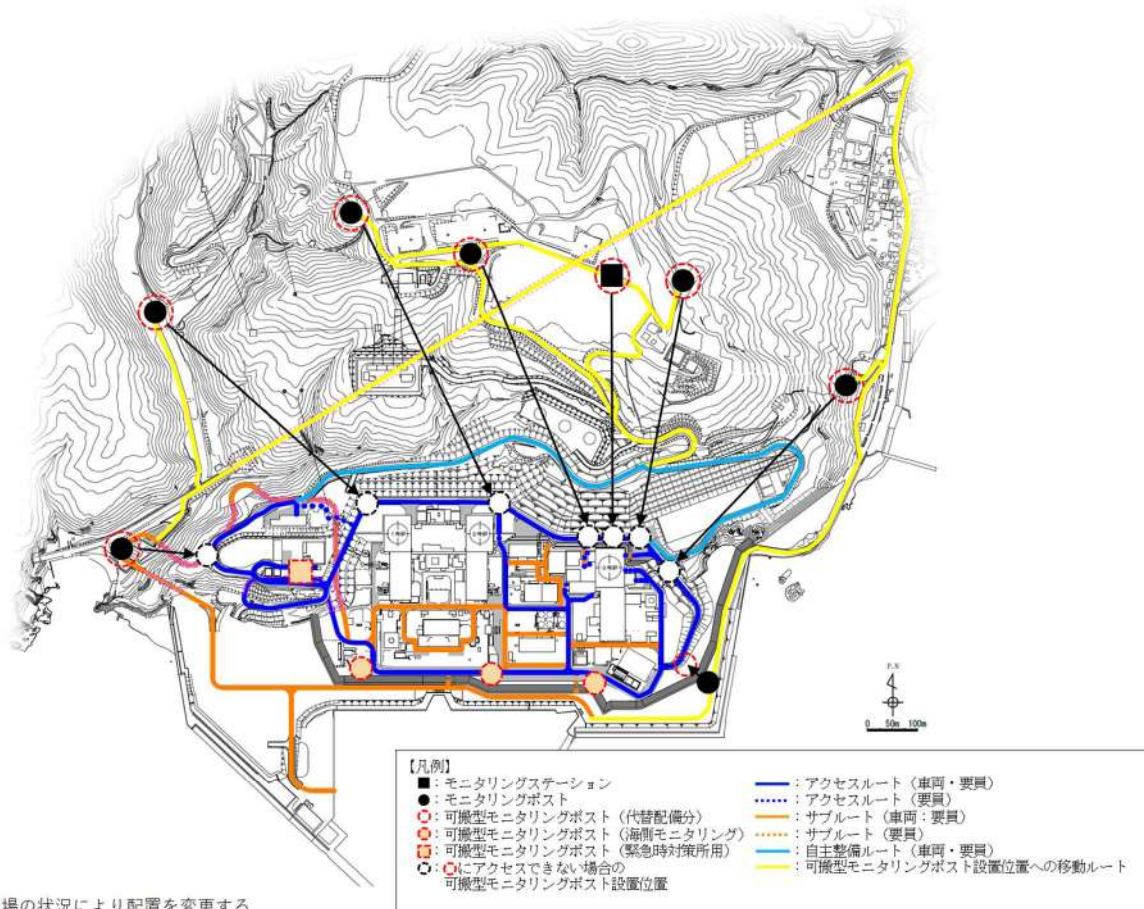 1号炉
2号炉
3号炉
P.N
0 50m 100m
【凡例】
■：モニタリングステーション
●：モニタリングポスト
：可搬型モニタリングポスト（代替配備分）
：可搬型モニタリングポスト（海側モニタリング）
：可搬型モニタリングポスト（緊急時対策所用）
：にアクセスできない場合の
可搬型モニタリングポスト設置位置
：アクセスルート（車両・要員）
：アクセスルート（要員）
：サブルート（車両・要員）
：サブルート（要員）
：自主整備ルート（車両・要員）
：可搬型モニタリングポスト設置位置への移動ルート
場の状況により配置を変更する